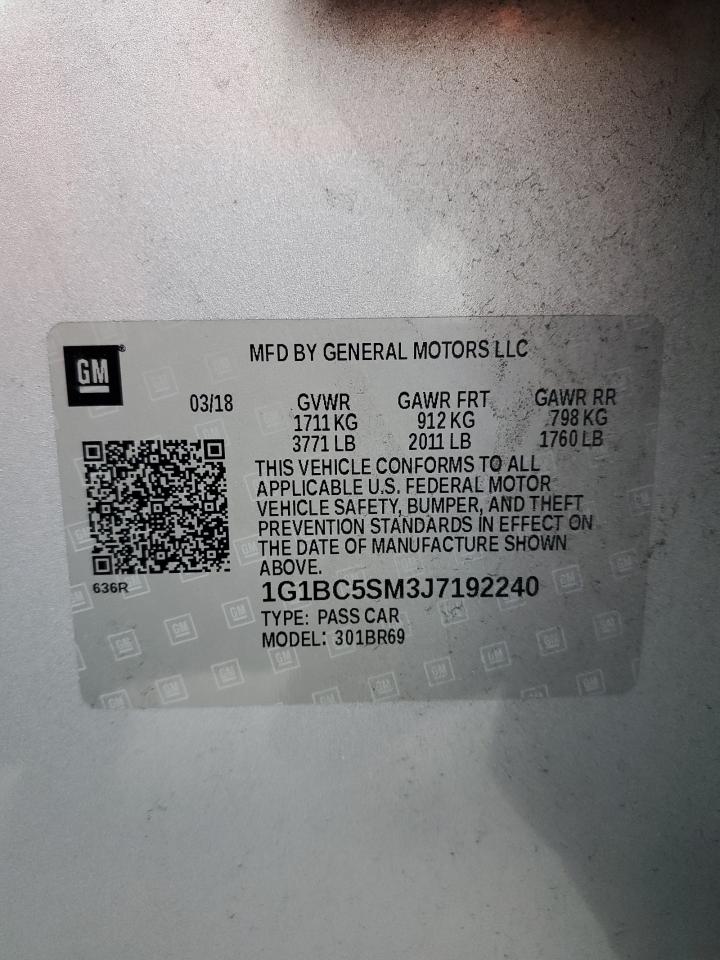 GM
MFD BY GENERAL MOTORS LLC
03/18 GVWR GAWR FRT GAWR RR
1711 KG 912 KG 798 KG
3771 LB 2011 LB 1760 LB
THIS VEHICLE CONFORMS TO ALL
APPLICABLE U.S. FEDERAL MOTOR
VEHICLE SAFETY, BUMPER, AND THEFT
PREVENTION STANDARDS IN EFFECT ON
THE DATE OF MANUFACTURE SHOWN
ABOVE.
636R
1G1BC5SM3J7192240
TYPE: PASS CAR
MODEL: 301BR69